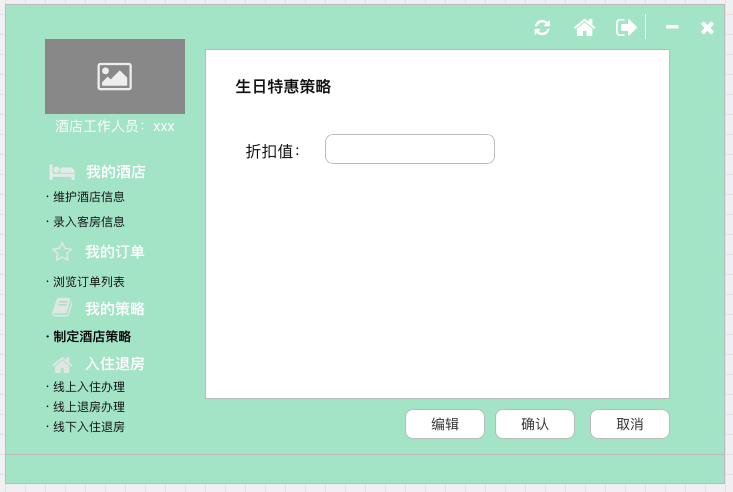 酒店工作人员：xxx
我的酒店
· 维护酒店信息
· 录入客房信息
我的订单
· 浏览订单列表
我的策略
· 制定酒店策略
入住退房
· 线上入住办理
· 线上退房办理
· 线下入住退房
生日特惠策略
折扣值：
编辑
确认
取消